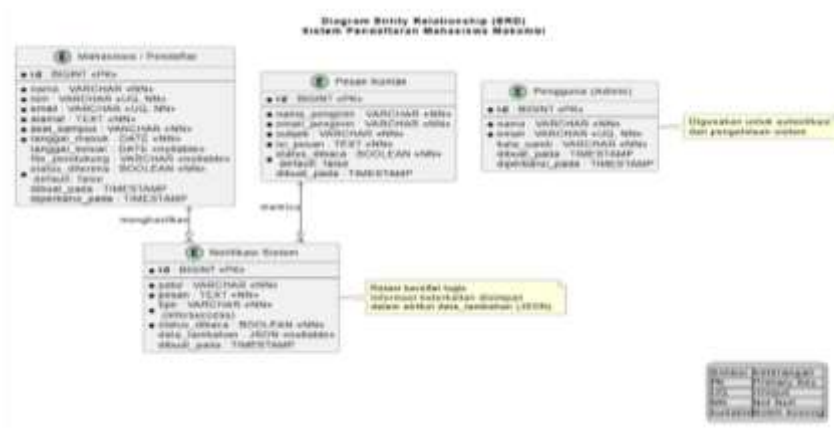 Diagram Entity Relationship (ERD)
Sistem Pendaftaran Mahasiswa Makombi
E Mahasiswa / Pendaftar
id BIGINT «PK»
nama VARCHAR «NN»
VARCHAR «UQ, NN»
email VARCHAR «UQ, NN»
alamat TEXT «NN»
asal_kampus VARCHAR «NN»
tanggal_masuk DATE «NN»
tanggal_keluar DATE «nullable»
file_pendukung VARCHAR «nullable»
status_diterima BOOLEAN «NN»
default false
dibuat_pada TIMESTAMP
diperbarui_pada TIMESTAMP
E Pesan Kontak
id BIGINT «PK»
nama_pengirim VARCHAR «NN»
email_pengirim VARCHAR «NN»
subjek VARCHAR «NN»
isi_pesan TEXT «NN»
status_dibaca BOOLEAN «NN»
default false
dibuat_pada TIMESTAMP
E Pengguna (Admin)
id BIGINT «PK»
nama VARCHAR «NN»
email VARCHAR «UQ, NN»
kata_sandi VARCHAR «NN»
dibuat_pada TIMESTAMP
diperbarui_pada TIMESTAMP
Digunakan untuk autentikasi
dan pengelolaan sistem
menghasilkan
memicu
E Notifikasi Sistem
id BIGINT «PK»
judul VARCHAR «NN»
pesan TEXT «NN»
tipe VARCHAR «NN»
status_dibaca BOOLEAN «NN»
data_tambahan JSON «nullable»
dibuat_pada TIMESTAMP
Relasi bersifat logis
Informasi keterkaitan disimpan
dalam atribut data_tambahan (JSON)
Simbol Keterangan
PK Primary Key
UQ Unique
NN Not Null
nullable Boleh kosong